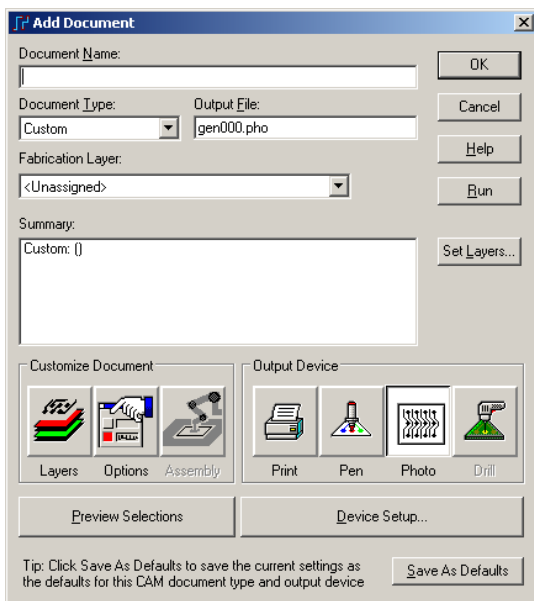 Add Document
Document Name:
OK
Document Type:
Output File:
Cancel
Custom
gen000.pho
Fabrication Layer:
Help
<Unassigned>
Run
Summary:
Custom: ()
Set Layers...
Customize Document
Output Device
Layers
Options
Assembly
Print
Pen
Photo
Drill
Preview Selections
Device Setup...
Tip: Click Save As Defaults to save the current settings as
the defaults for this CAM document type and output device
Save As Defaults